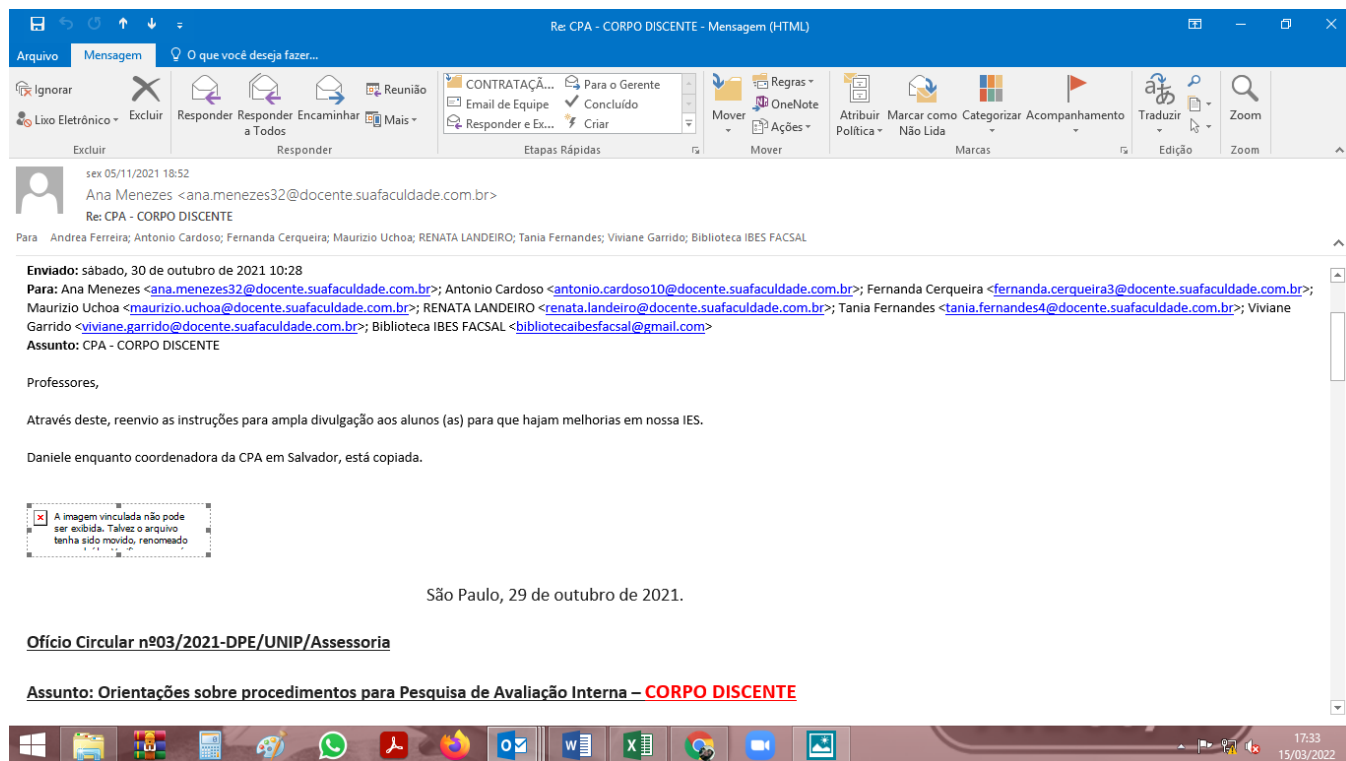 Re: CPA - CORPO DISCENTE - Mensagem (HTML)
Arquivo Mensagem O que você deseja fazer...
Ignorar
Lixo Eletrônico
Excluir
Responder Responder a Todos Encaminhar
Reunião
Mais
CONTRATAÇÃ... Para o Gerente
Email de Equipe Concluído
Responder e Ex... Criar
Mover
Regras
OneNote
Ações
Atribuir Política
Marcar como Não Lida
Categorizar
Acompanhamento
Traduzir
Zoom
Excluir Responder Etapas Rápidas Mover Marcas Edição Zoom
sex 05/11/2021 18:52
Ana Menezes <ana.menezes32@docente.suafaculdade.com.br>
Re: CPA - CORPO DISCENTE
Para Andrea Ferreira; Antonio Cardoso; Fernanda Cerqueira; Maurizio Uchoa; RENATA LANDEIRO; Tania Fernandes; Viviane Garrido; Biblioteca IBES FACSAL
Enviado: sábado, 30 de outubro de 2021 10:28
Para: Ana Menezes <ana.menezes32@docente.suafaculdade.com.br>; Antonio Cardoso <antonio.cardoso10@docente.suafaculdade.com.br>; Fernanda Cerqueira <fernanda.cerqueira3@docente.suafaculdade.com.br>;
Maurizio Uchoa <maurizio.uchoa@docente.suafaculdade.com.br>; RENATA LANDEIRO <renata.landeiro@docente.suafaculdade.com.br>; Tania Fernandes <tania.fernandes4@docente.suafaculdade.com.br>; Viviane
Garrido <viviane.garrido@docente.suafaculdade.com.br>; Biblioteca IBES FACSAL <bibliotecaibesfacsal@gmail.com>
Assunto: CPA - CORPO DISCENTE
Professores,
Através deste, reenvio as instruções para ampla divulgação aos alunos (as) para que hajam melhorias em nossa IES.
Daniele enquanto coordenadora da CPA em Salvador, está copiada.
A imagem vinculada não pode
ser exibida. Talvez o arquivo
tenha sido movido, renomeado
São Paulo, 29 de outubro de 2021.
Ofício Circular nº03/2021-DPE/UNIP/Assessoria
Assunto: Orientações sobre procedimentos para Pesquisa de Avaliação Interna – CORPO DISCENTE
17:33
15/03/2022